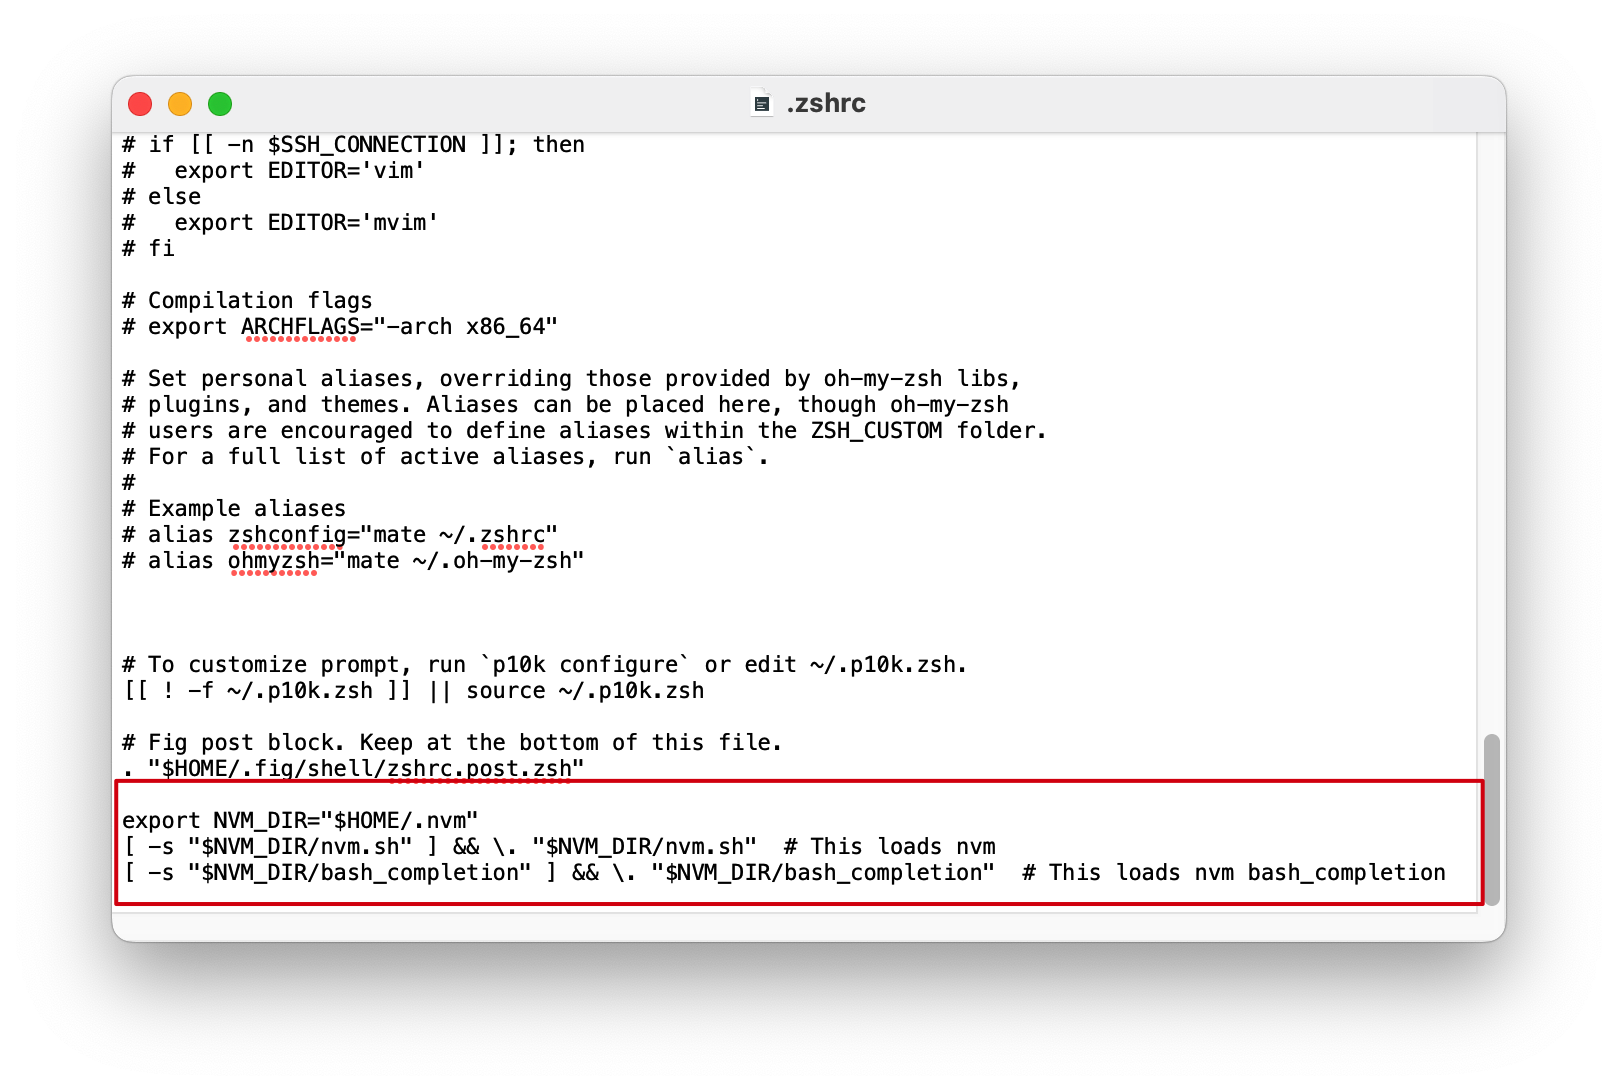 .zshrc
# if [[ -n $SSH_CONNECTION ]]; then
#   export EDITOR='vim'
# else
#   export EDITOR='mvim'
# fi
# Compilation flags
# export ARCHFLAGS="-arch x86_64"
# Set personal aliases, overriding those provided by oh-my-zsh libs,
# plugins, and themes. Aliases can be placed here, though oh-my-zsh
# users are encouraged to define aliases within the ZSH_CUSTOM folder.
# For a full list of active aliases, run `alias`.
#
# Example aliases
# alias zshconfig="mate ~/.zshrc"
# alias ohmyzsh="mate ~/.oh-my-zsh"
# To customize prompt, run `p10k configure` or edit ~/.p10k.zsh.
[[ ! -f ~/.p10k.zsh ]] || source ~/.p10k.zsh
# Fig post block. Keep at the bottom of this file.
. "$HOME/.fig/shell/zshrc.post.zsh"
export NVM_DIR="$HOME/.nvm"
[ -s "$NVM_DIR/nvm.sh" ] && \. "$NVM_DIR/nvm.sh"  # This loads nvm
[ -s "$NVM_DIR/bash_completion" ] && \. "$NVM_DIR/bash_completion"  # This loads nvm bash_completion